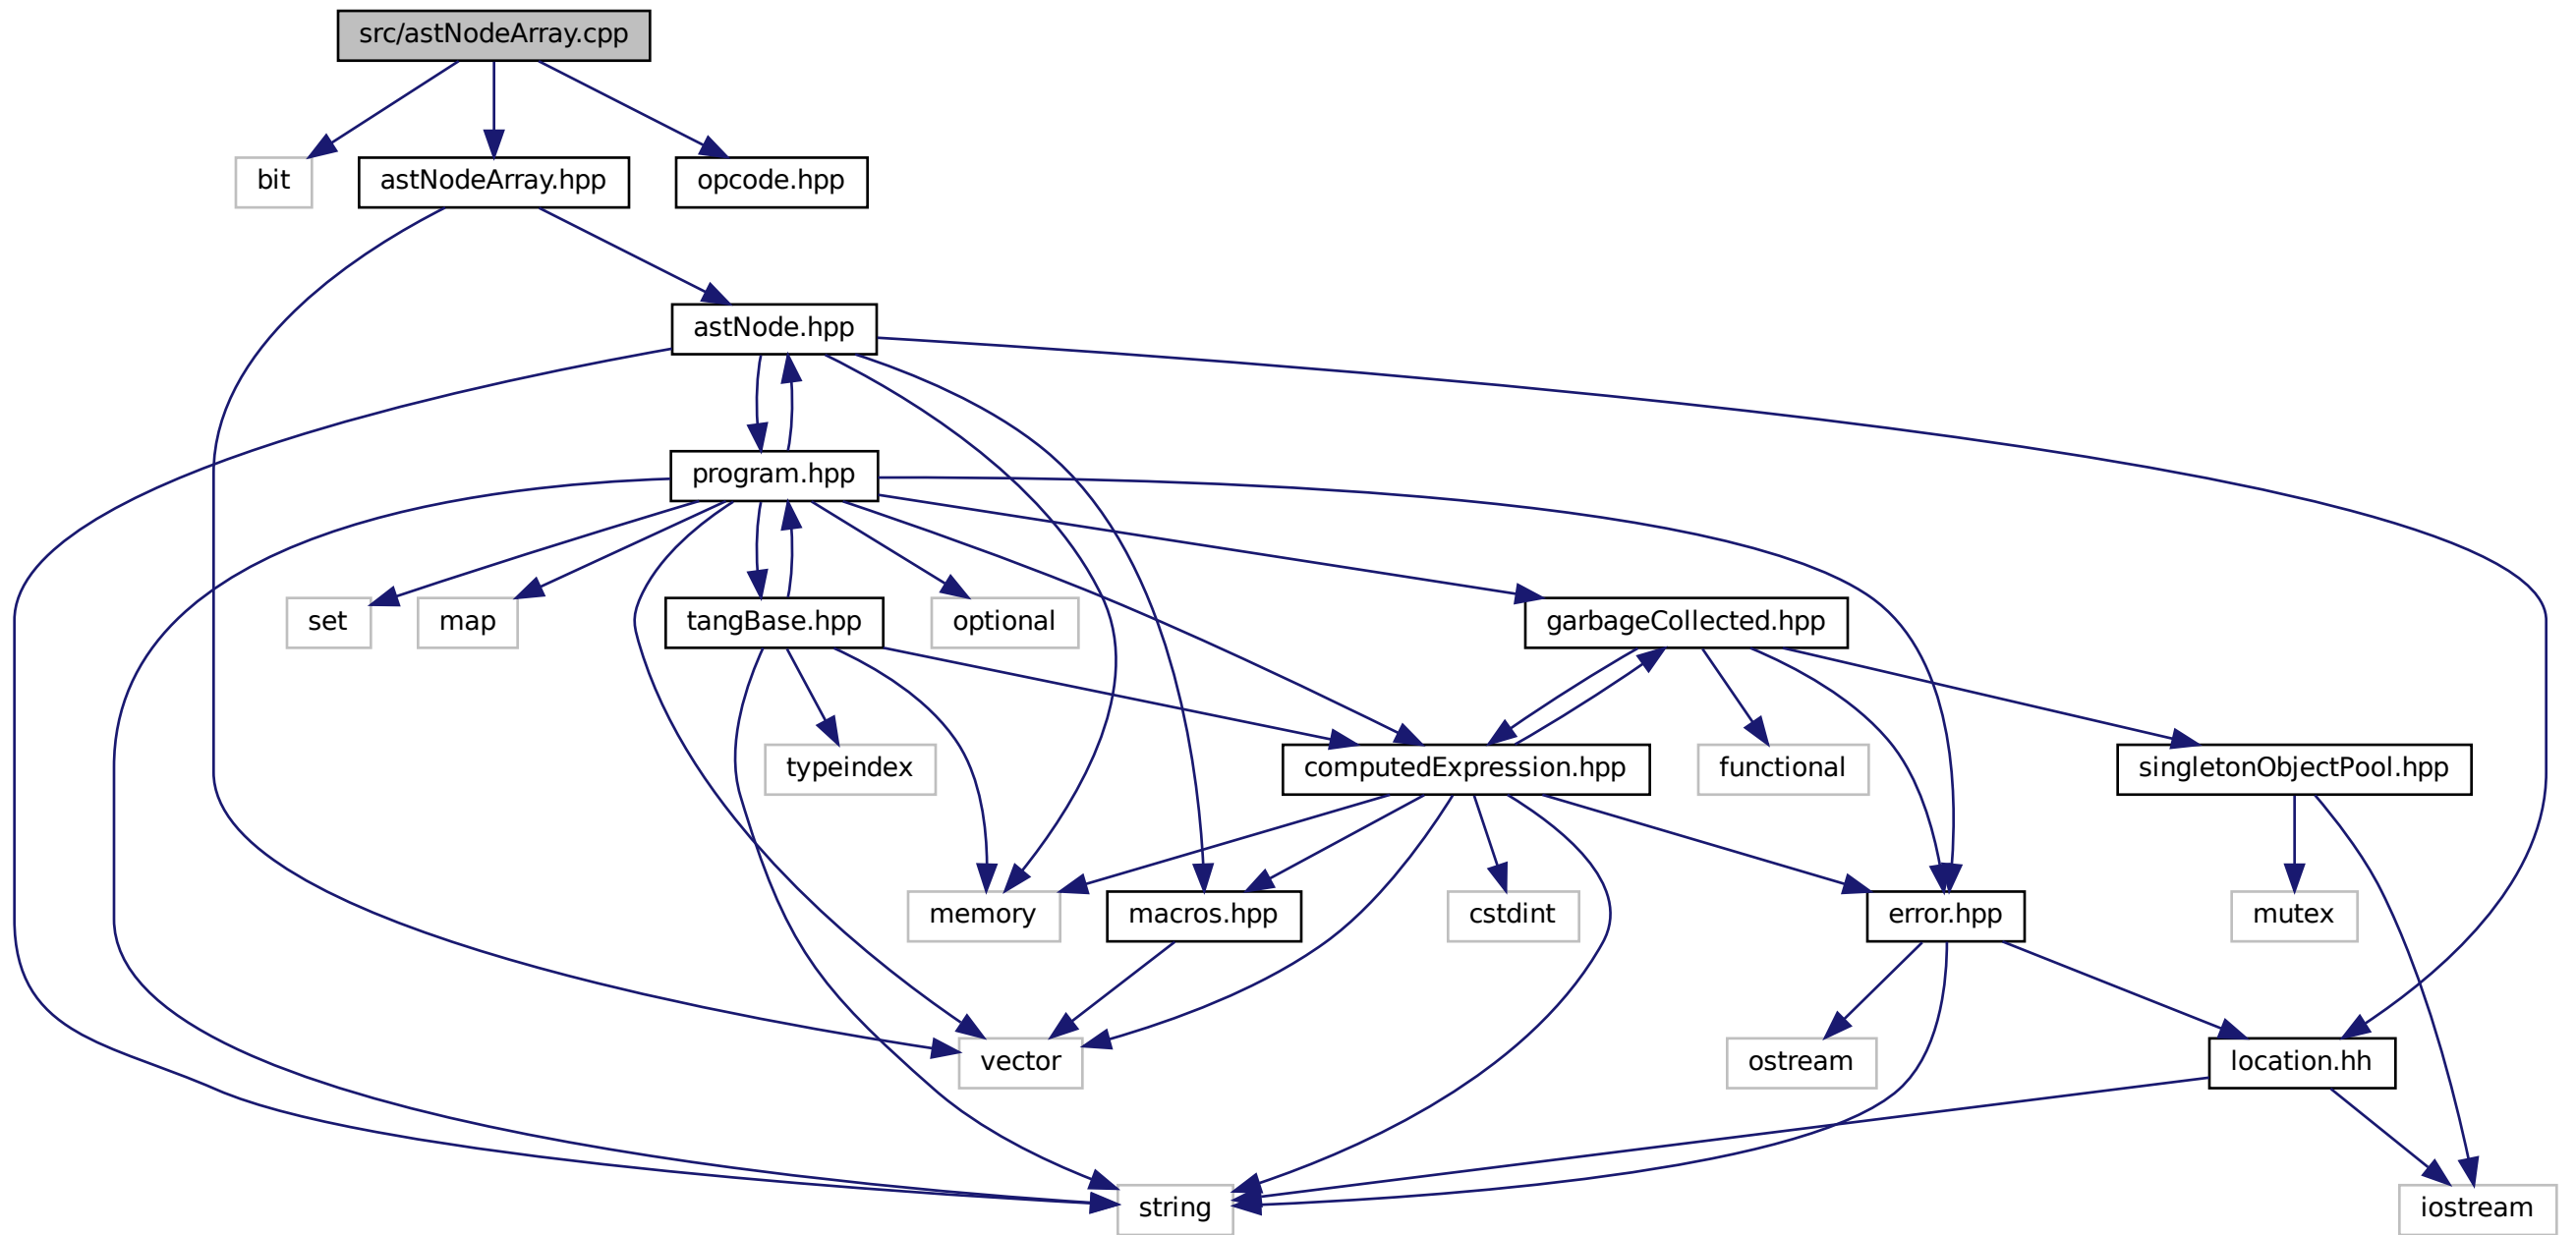 src/astNodeArray.cpp
bit
astNodeArray.hpp
opcode.hpp
astNode.hpp
program.hpp
set
map
tangBase.hpp
optional
garbageCollected.hpp
typeindex
computedExpression.hpp
functional
singletonObjectPool.hpp
memory
macros.hpp
cstdint
error.hpp
mutex
vector
ostream
location.hh
string
iostream